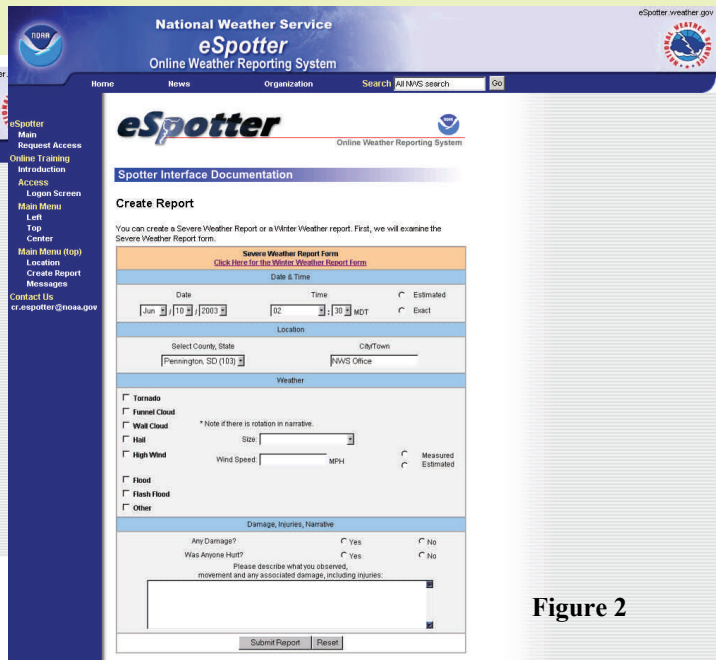 National Weather Service
eSpotter.weather.gov
NOAA
eSpotter
Online Weather Reporting System
er.
Home News Organization Search All NWS search Go
eSpotter
Main
Request Access
Online Training
Introduction
Access
Logon Screen
Main Menu
Left
Top
Center
Main Menu (top)
Location
Create Report
Messages
Contact Us
cr.espotter@noaa.gov
eSpotter
Online Weather Reporting System
Spotter Interface Documentation
Create Report
You can create a Severe Weather Report or a Winter Weather report. First, we will examine the
Severe Weather Report form.
Severe Weather Report Form
Click Here for the Winter Weather Report Form
Date & Time
Date Time Estimated
Jun / 10 / 2003 02 : 30 MDT Exact
Location
Select County, State City/Town
Pennington, SD (103) NWS Office
Weather
Tornado
Funnel Cloud
Wall Cloud * Note if there is rotation in narrative.
Hail Size:
High Wind Wind Speed: MPH Measured
Estimated
Flood
Flash Flood
Other
Damage, Injuries, Narrative
Any Damage? Yes No
Was Anyone Hurt? Yes No
Please describe what you observed,
movement and any associated damage, including injuries:
Submit Report Reset
Figure 2